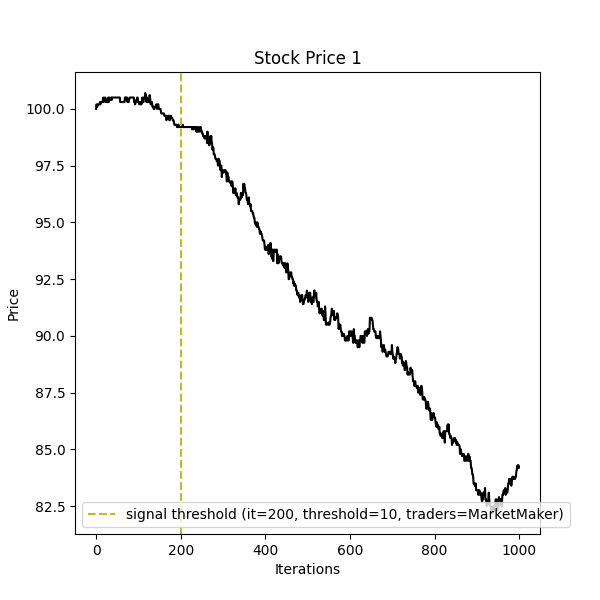 Stock Price 1
100.0
97.5
95.0
92.5
90.0
87.5
85.0
82.5
Price
signal threshold (it=200, threshold=10, traders=MarketMaker)
0 200 400 600 800 1000
Iterations